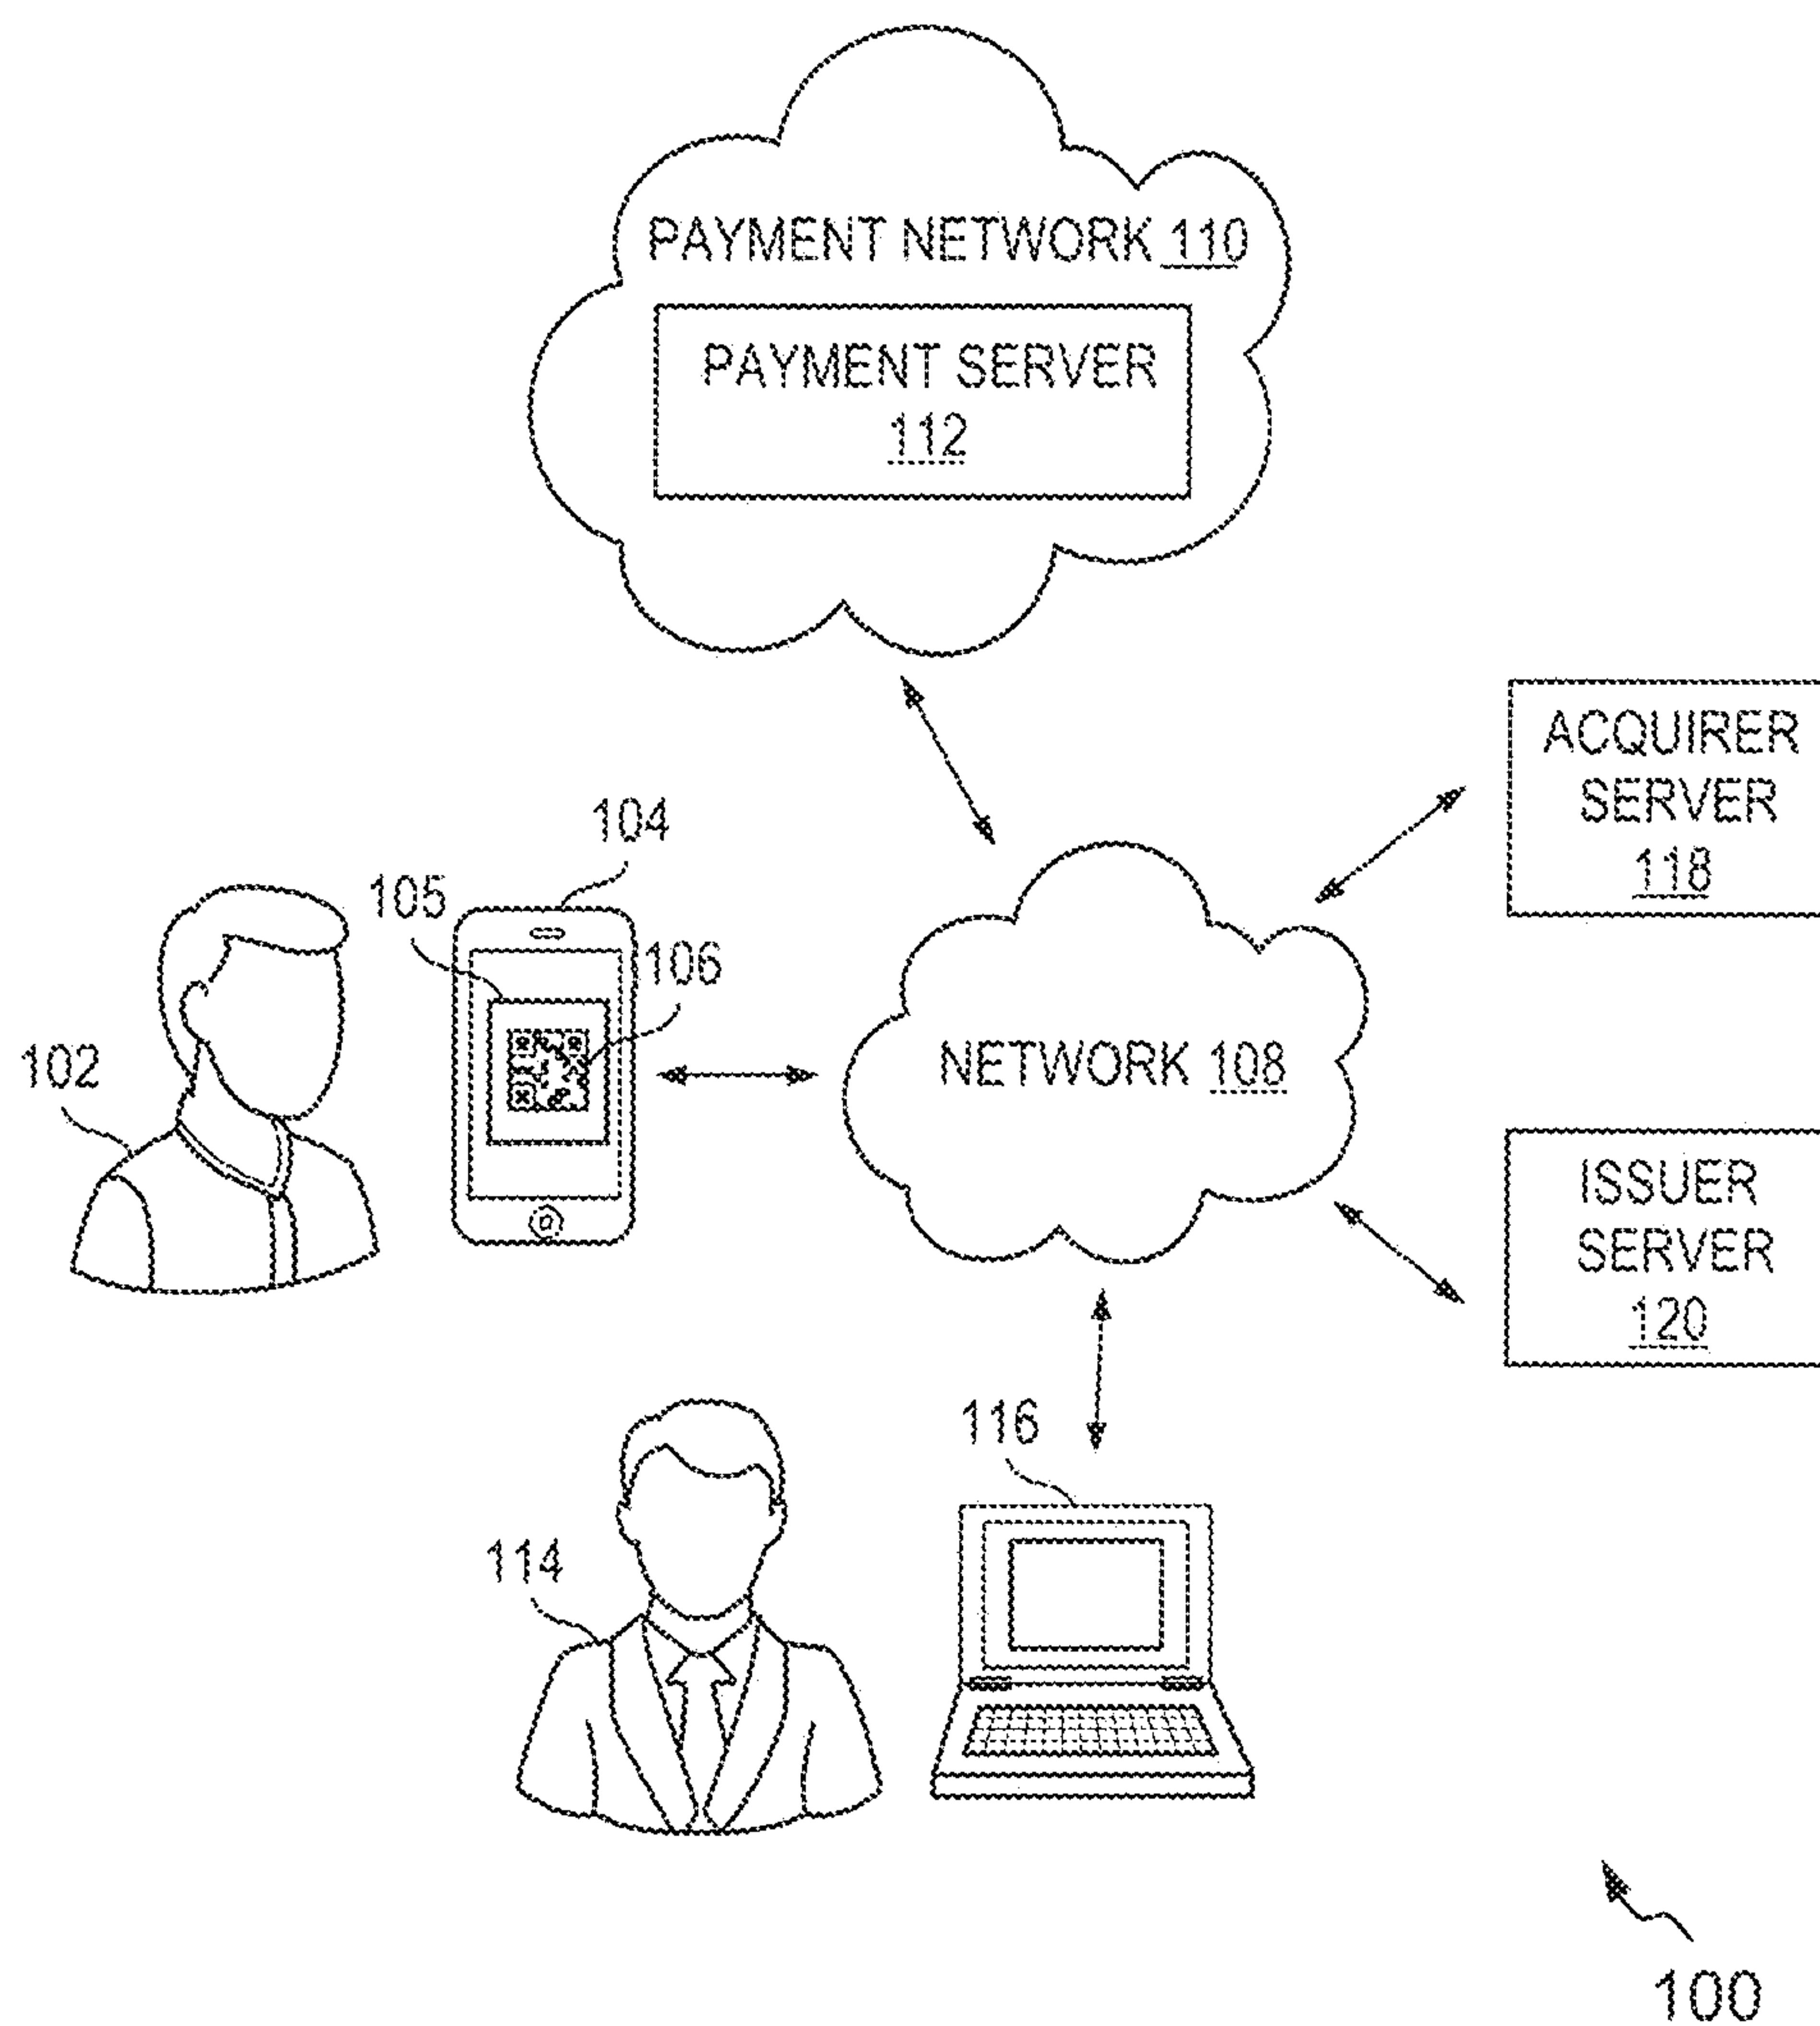 PAYMENT NETWORK 110
PAYMENT SERVER
112
ACQUIRER
SERVER
118
104
105
106
102
NETWORK 108
ISSUER
SERVER
120
116
114
100